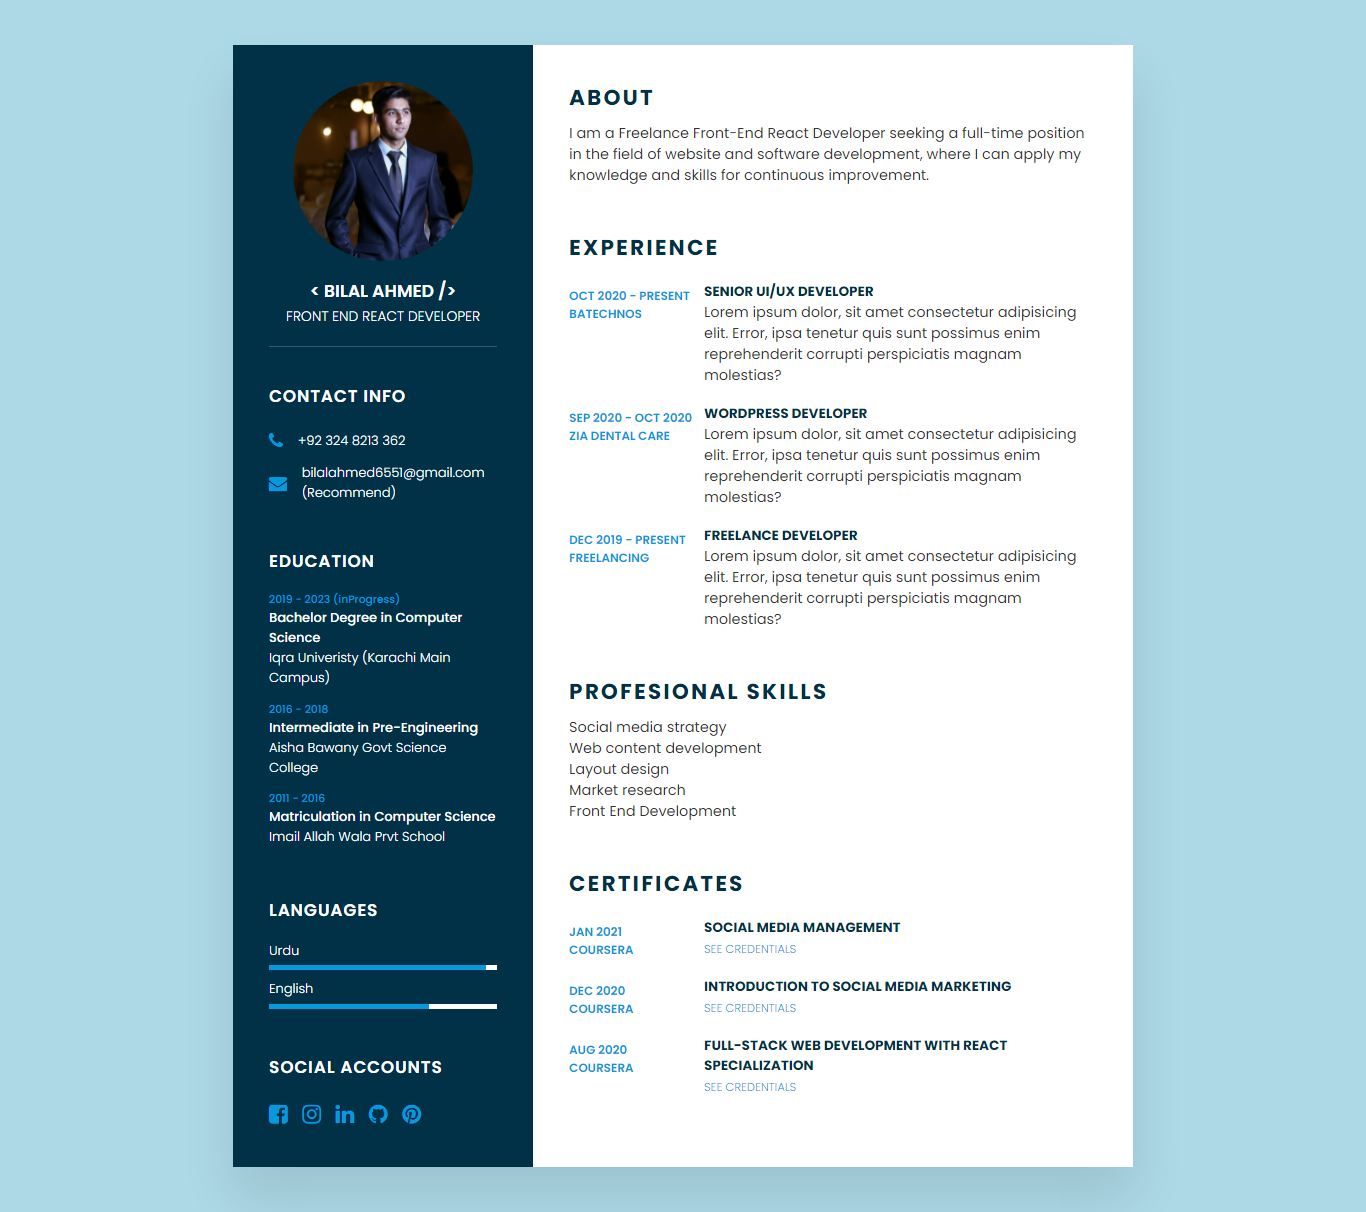 < BILAL AHMED />
FRONT END REACT DEVELOPER
CONTACT INFO
+92 324 8213 362
bilalahmed6551@gmail.com
(Recommend)
EDUCATION
2019 - 2023 (inProgress)
Bachelor Degree in Computer
Science
Iqra Univeristy (Karachi Main
Campus)
2016 - 2018
Intermediate in Pre-Engineering
Aisha Bawany Govt Science
College
2011 - 2016
Matriculation in Computer Science
Imail Allah Wala Prvt School
LANGUAGES
Urdu
English
SOCIAL ACCOUNTS
ABOUT
I am a Freelance Front-End React Developer seeking a full-time position
in the field of website and software development, where I can apply my
knowledge and skills for continuous improvement.
EXPERIENCE
OCT 2020 - PRESENT
BATECHNOS
SENIOR UI/UX DEVELOPER
Lorem ipsum dolor, sit amet consectetur adipisicing
elit. Error, ipsa tenetur quis sunt possimus enim
reprehenderit corrupti perspiciatis magnam
molestias?
SEP 2020 - OCT 2020
ZIA DENTAL CARE
WORDPRESS DEVELOPER
Lorem ipsum dolor, sit amet consectetur adipisicing
elit. Error, ipsa tenetur quis sunt possimus enim
reprehenderit corrupti perspiciatis magnam
molestias?
DEC 2019 - PRESENT
FREELANCING
FREELANCE DEVELOPER
Lorem ipsum dolor, sit amet consectetur adipisicing
elit. Error, ipsa tenetur quis sunt possimus enim
reprehenderit corrupti perspiciatis magnam
molestias?
PROFESIONAL SKILLS
Social media strategy
Web content development
Layout design
Market research
Front End Development
CERTIFICATES
JAN 2021
COURSERA
SOCIAL MEDIA MANAGEMENT
SEE CREDENTIALS
DEC 2020
COURSERA
INTRODUCTION TO SOCIAL MEDIA MARKETING
SEE CREDENTIALS
AUG 2020
COURSERA
FULL-STACK WEB DEVELOPMENT WITH REACT
SPECIALIZATION
SEE CREDENTIALS